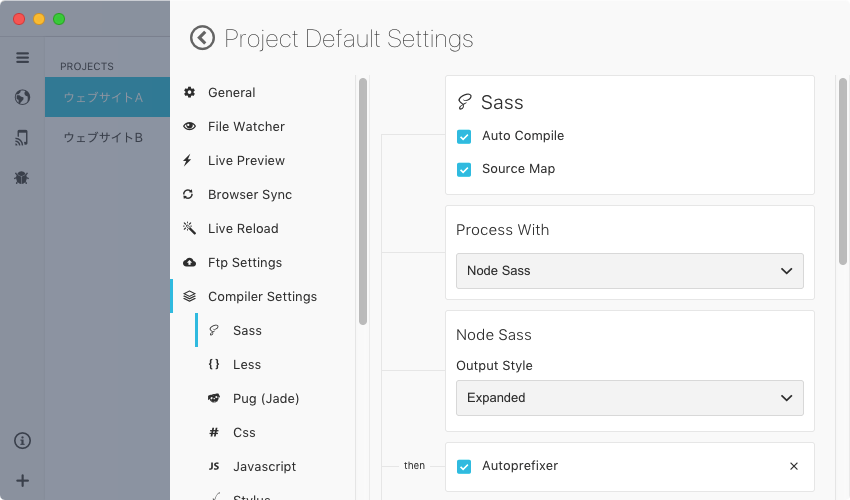 Project Default Settings
PROJECTS
ウェブサイトA
ウェブサイトB
General
File Watcher
Live Preview
Browser Sync
Live Reload
Ftp Settings
Compiler Settings
Sass
{ } Less
Pug (Jade)
# Css
JS Javascript
Stylus
Sass
Auto Compile
Source Map
Process With
Node Sass
Node Sass
Output Style
Expanded
then
Autoprefixer